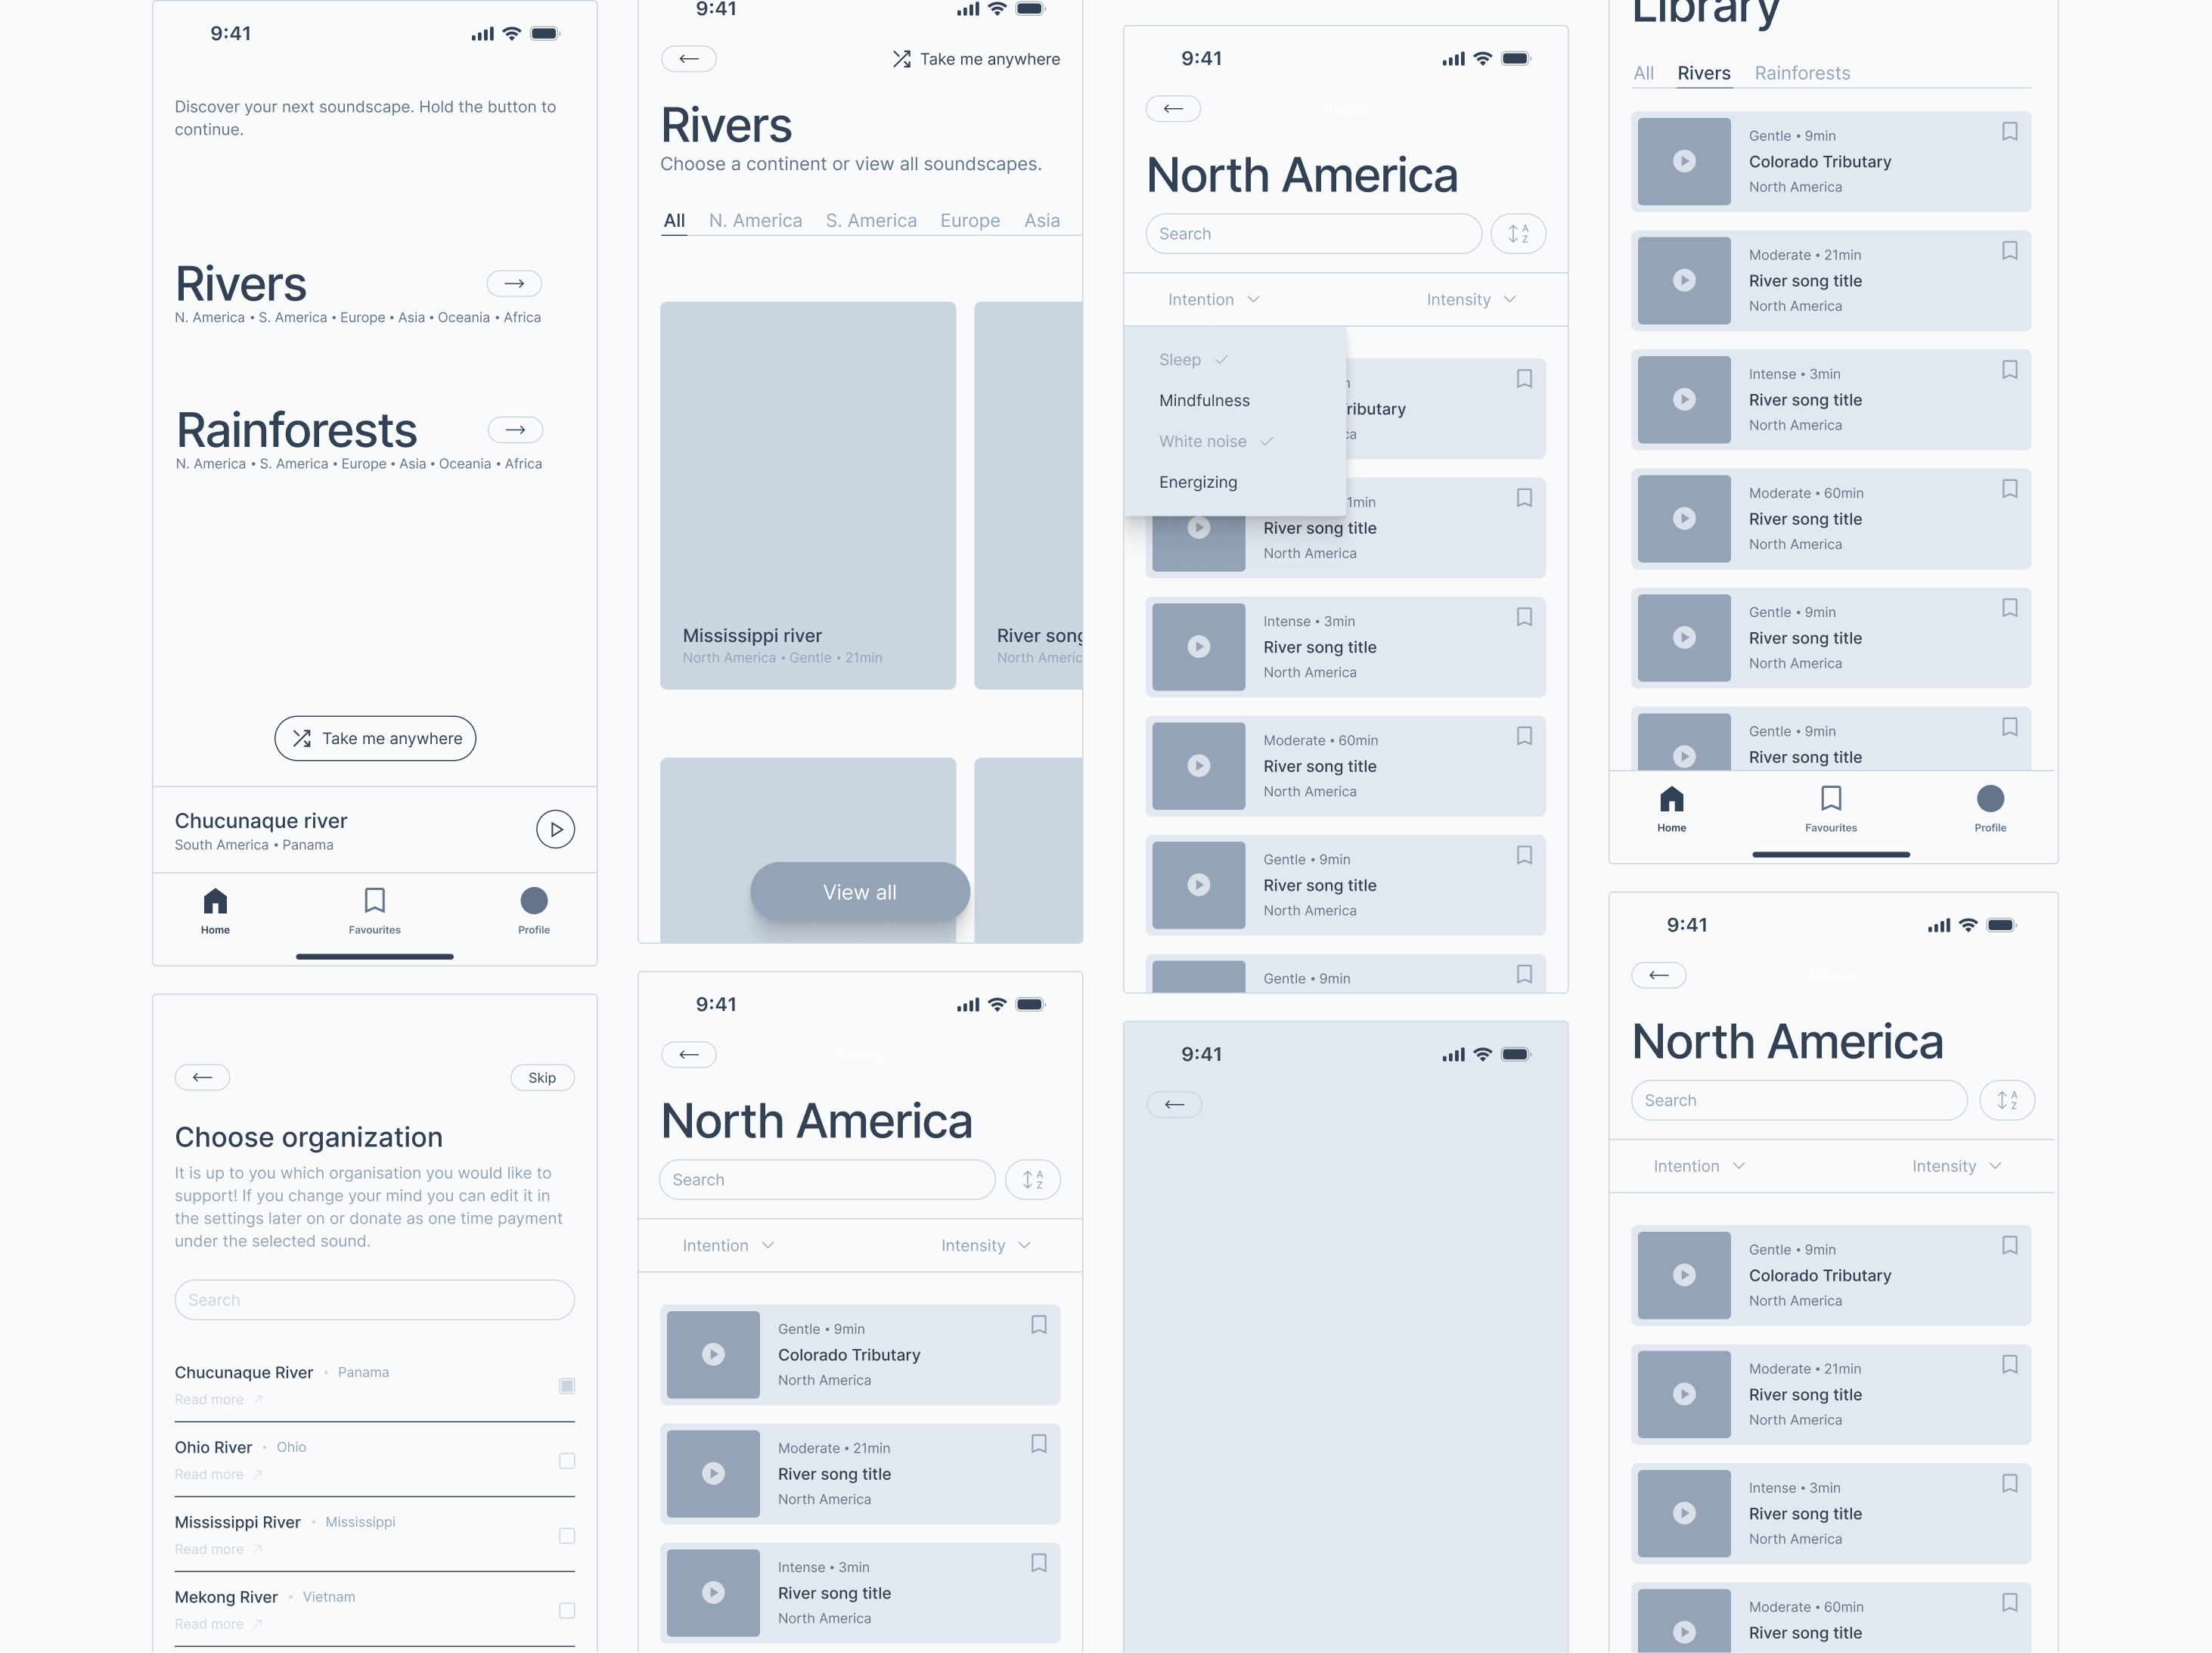 9:41
Discover your next soundscape. Hold the button to
continue.
Rivers
N. America • S. America • Europe • Asia • Oceania • Africa
Rainforests
N. America • S. America • Europe • Asia • Oceania • Africa
Take me anywhere
Chucunaque river
South America • Panama
Home
Favourites
Profile
Skip
Choose organization
It is up to you which organisation you would like to
support! If you change your mind you can edit it in
the settings later on or donate as one time payment
under the selected sound.
Search
Chucunaque River • Panama
Read more
Ohio River • Ohio
Read more
Mississippi River • Mississippi
Read more
Mekong River • Vietnam
Read more
9:41
Take me anywhere
Rivers
Choose a continent or view all soundscapes.
All N. America S. America Europe Asia
Mississippi river
North America • Gentle • 21min
River song
North Americ
View all
9:41
Rivers
North America
Search
A
Z
Intention
Intensity
Gentle • 9min
Colorado Tributary
North America
Moderate • 21min
River song title
North America
Intense • 3min
River song title
North America
9:41
Rivers
North America
Search
A
Z
Intention
Intensity
Sleep
Mindfulness
White noise
Energizing
n
ributary
ca
1min
River song title
North America
Intense • 3min
River song title
North America
Moderate • 60min
River song title
North America
Gentle • 9min
River song title
North America
Gentle • 9min
9:41
Library
All Rivers Rainforests
Gentle • 9min
Colorado Tributary
North America
Moderate • 21min
River song title
North America
Intense • 3min
River song title
North America
Moderate • 60min
River song title
North America
Gentle • 9min
River song title
North America
Gentle • 9min
River song title
Home
Favourites
Profile
9:41
Rivers
North America
Search
A
Z
Intention
Intensity
Gentle • 9min
Colorado Tributary
North America
Moderate • 21min
River song title
North America
Intense • 3min
River song title
North America
Moderate • 60min
River song title